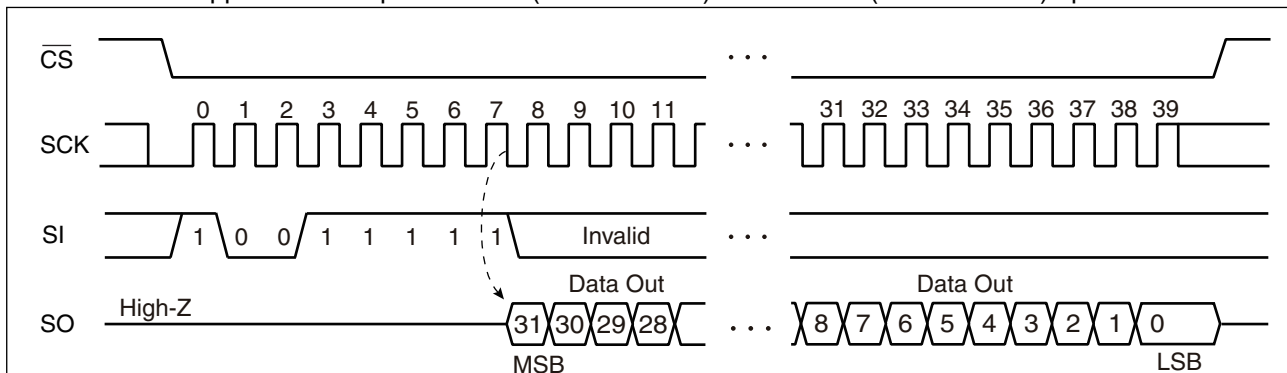 CS
0 1 2 3 4 5 6 7 8 9 10 11 31 32 33 34 35 36 37 38 39
SCK
SI 1 0 0 1 1 1 1 1 Invalid
Data Out Data Out
High-Z
SO 31 30 29 28 8 7 6 5 4 3 2 1 0
MSB LSB